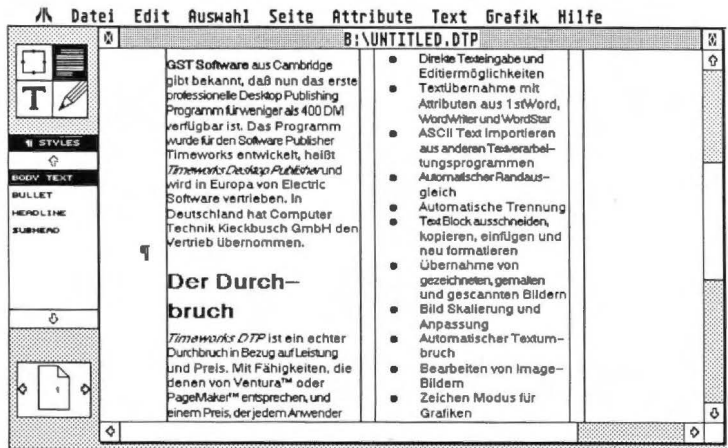 Datei Edit Auswahl Seite Attribute Text Grafik Hilfe
B:\UNTITLED.DTP
T
¶ STYLES
BODY TEXT
BULLET
HEADLINE
SUBHEAD
1
GST Software aus Cambridge
gibt bekannt, daß nun das erste
professionelle Desktop Publishing
Programm für weniger als 400 DM
verfügbar ist. Das Programm
wurde für den Software Publisher
Timeworks entwickelt, heißt
Timeworks Desktop Publisher und
wird in Europa von Electric
Software vertrieben. In
Deutschland hat Computer
Technik Kieckbusch GmbH den
Vertrieb übernommen.
¶
Der Durch–
bruch
Timeworks DTP ist ein echter
Durchbruch in Bezug auf Leistung
und Preis. Mit Fähigkeiten, die
denen von Ventura™ oder
PageMaker™ entsprechen, und
einem Preis, der jedem Anwender
• Direkte Texteingabe und
Editiermöglichkeiten
• Textübernahme mit
Attributen aus 1stWord,
WordWriter und WordStar
• ASCII Text importieren
aus anderen Textverarbei–
tungsprogrammen
• Automatischer Randaus–
gleich
• Automatische Trennung
• Text Block ausschneiden,
kopieren, einfügen und
neu formatieren
• Übernahme von
gezeichneten, gemalten
und gescannten Bildern
• Bild Skalierung und
Anpassung
• Automatischer Textum–
bruch
• Bearbeiten von Image–
Bildern
• Zeichen Modus für
Grafiken